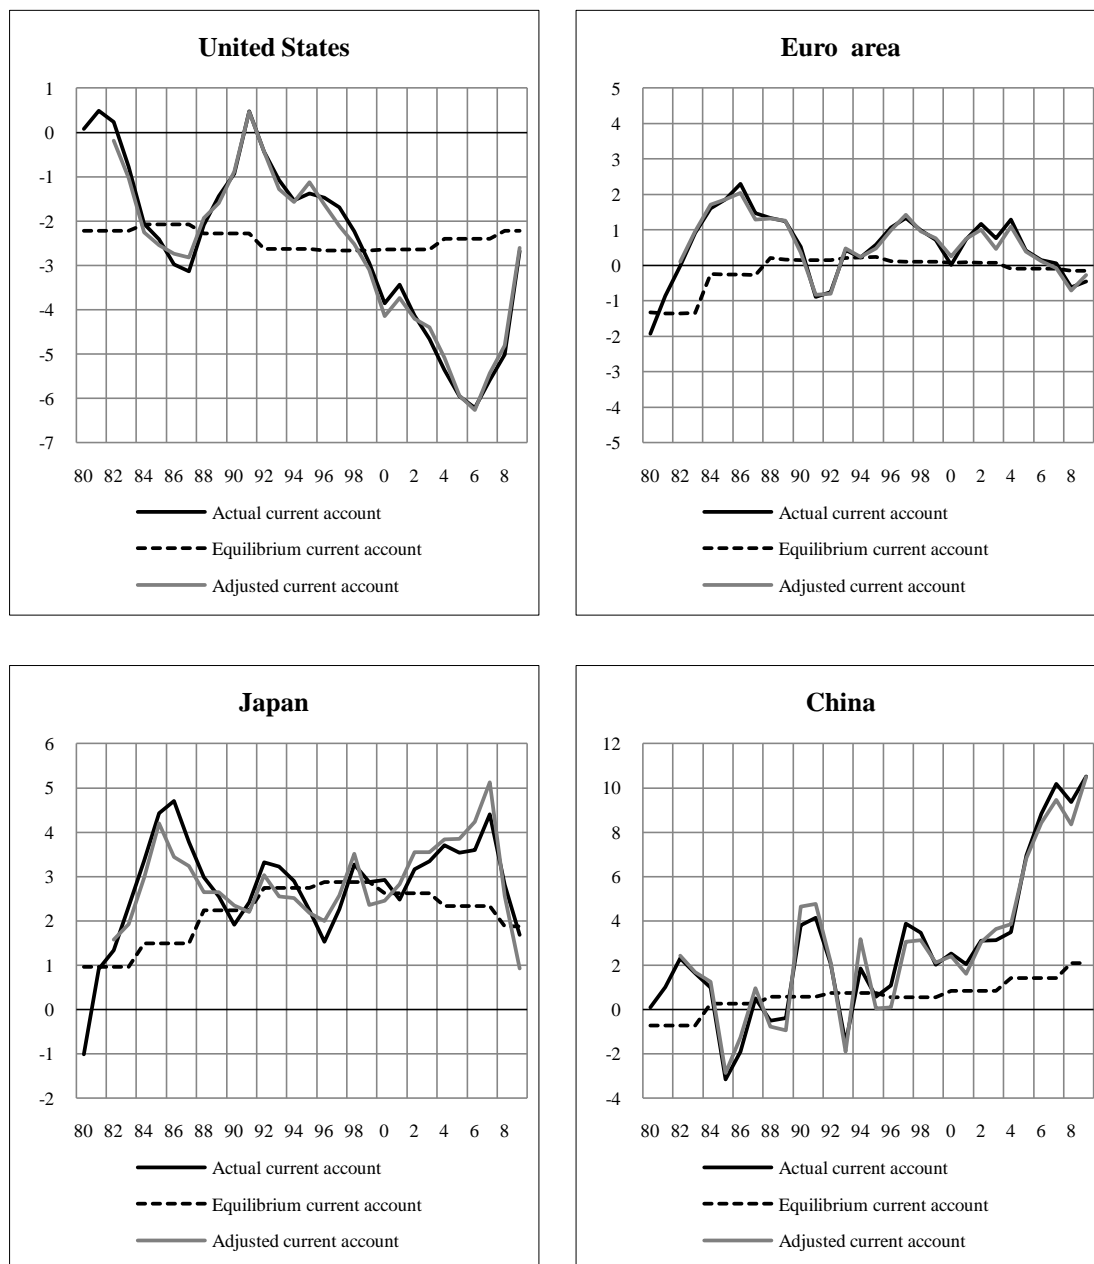 United States
1
0
-1
-2
-3
-4
-5
-6
-7
80 82 84 86 88 90 92 94 96 98 0 2 4 6 8
Actual current account
Equilibrium current account
Adjusted current account
Euro area
5
4
3
2
1
0
-1
-2
-3
-4
-5
80 82 84 86 88 90 92 94 96 98 0 2 4 6 8
Actual current account
Equilibrium current account
Adjusted current account
Japan
6
5
4
3
2
1
0
-1
-2
80 82 84 86 88 90 92 94 96 98 0 2 4 6 8
Actual current account
Equilibrium current account
Adjusted current account
China
12
10
8
6
4
2
0
-2
-4
80 82 84 86 88 90 92 94 96 98 0 2 4 6 8
Actual current account
Equilibrium current account
Adjusted current account